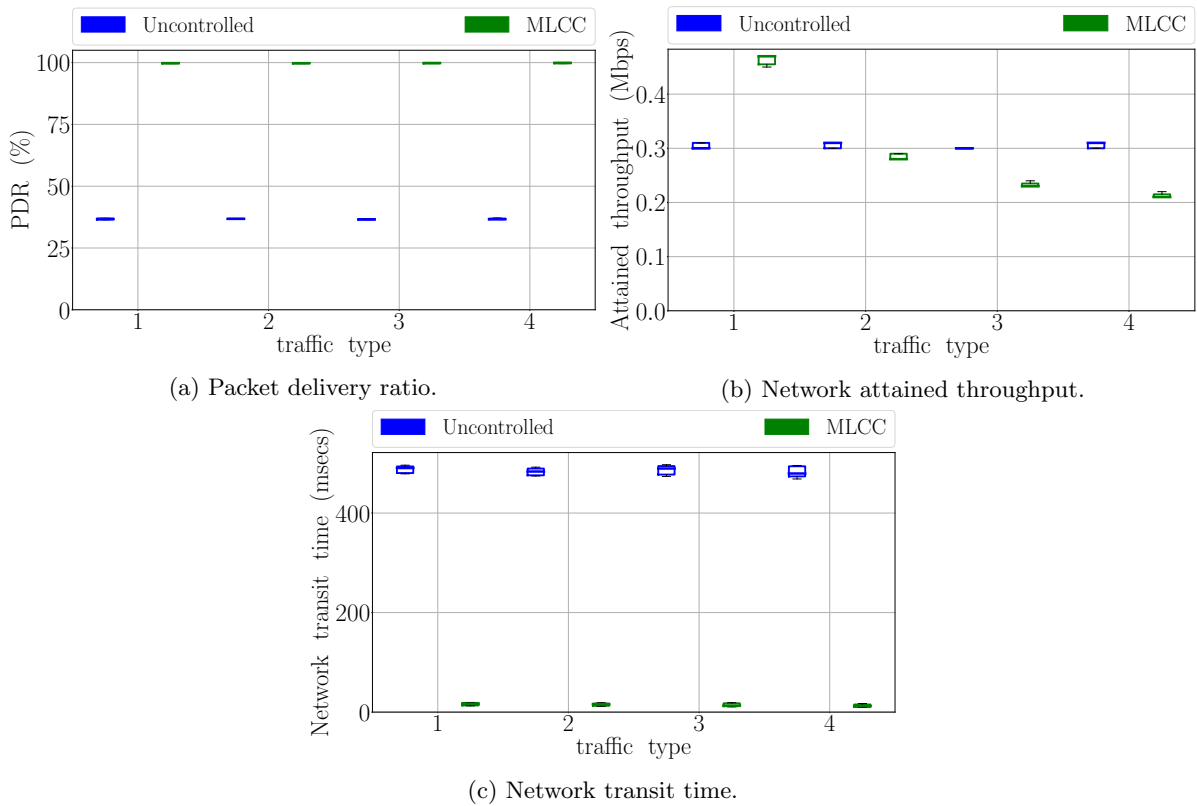 Uncontrolled MLCC
PDR (%)
100
75
50
25
0
1 2 3 4
traffic type
(a) Packet delivery ratio.
Uncontrolled MLCC
Attained throughput (Mbps)
0.4
0.3
0.2
0.1
0.0
1 2 3 4
traffic type
(b) Network attained throughput.
Uncontrolled MLCC
Network transit time (msecs)
400
200
0
1 2 3 4
traffic type
(c) Network transit time.